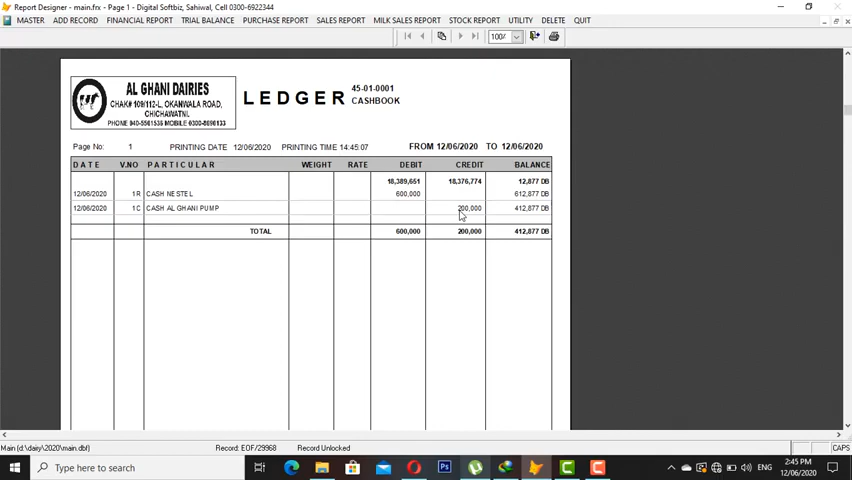 Report Designer - main.frx - Page 1 - Digital Softbiz, Sahiwal, Cell 0300-6922344
MASTER ADD RECORD FINANCIAL REPORT TRIAL BALANCE PURCHASE REPORT SALES REPORT MILK SALES REPORT STOCK REPORT UTILITY DELETE QUIT
100%
AL GHANI DAIRIES
CHAK# 109/112-L, OKANWALA ROAD,
CHICHAWATNI.
PHONE 040-5561535 MOBILE 0300-8698133
LEDGER
45-01-0001
CASHBOOK
Page No: 1 PRINTING DATE 12/06/2020 PRINTING TIME 14:45:07 FROM 12/06/2020 TO 12/06/2020
DATE V.NO PARTICULAR WEIGHT RATE DEBIT CREDIT BALANCE
18,389,651 18,376,774 12,877 DB
12/06/2020 1R CASH NESTEL 600,000 612,877 DB
12/06/2020 1C CASH AL GHANI PUMP 200,000 412,877 DB
TOTAL 600,000 200,000 412,877 DB
Main (d:\dairy\2020\main.dbf) Record: EOF/29968 Record Unlocked CAPS
Type here to search
Ps
ENG
2:45 PM
12/06/2020